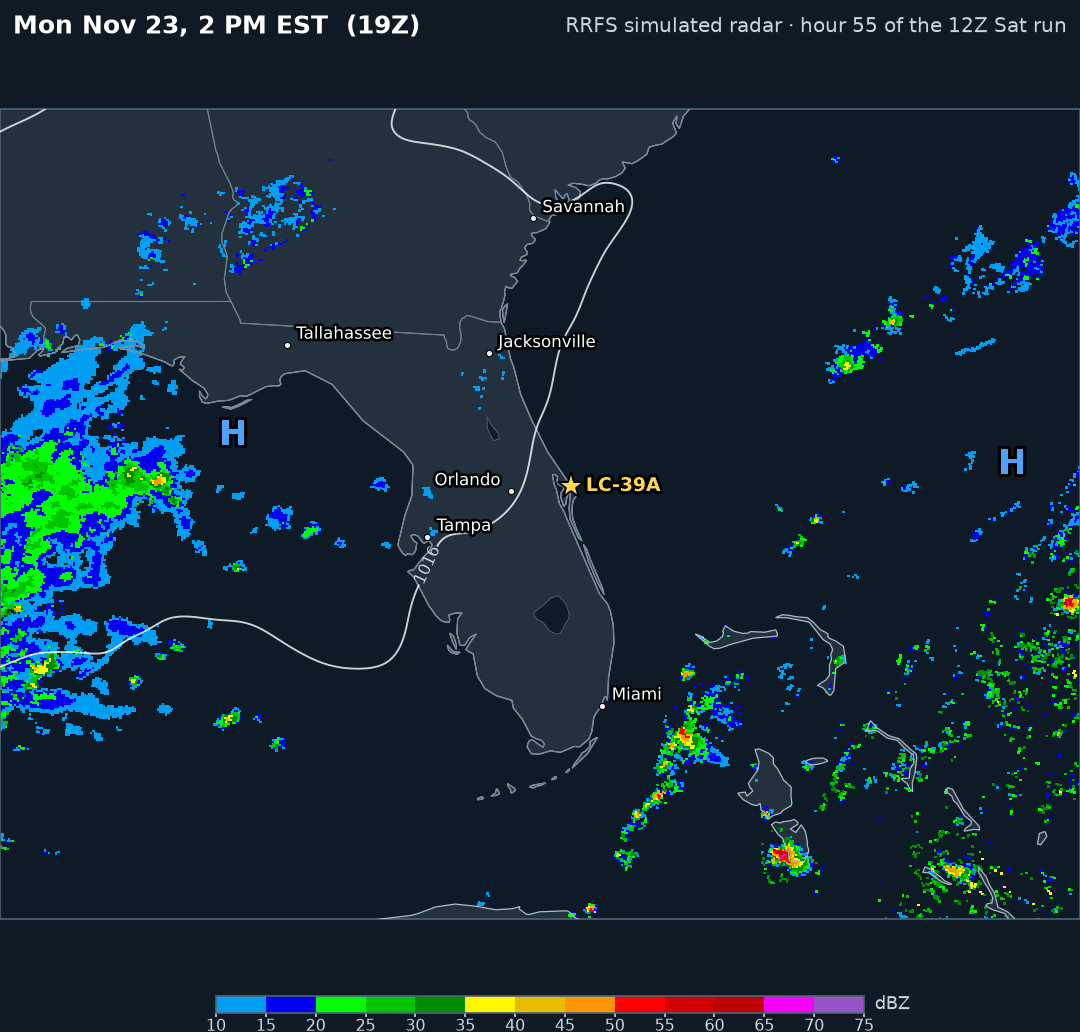 Mon Nov 23, 2 PM EST (19Z)
RRFS simulated radar · hour 55 of the 12Z Sat run
Savannah
Tallahassee
Jacksonville
H
H
Orlando
LC-39A
Tampa
1016
Miami
dBZ
10 15 20 25 30 35 40 45 50 55 60 65 70 75